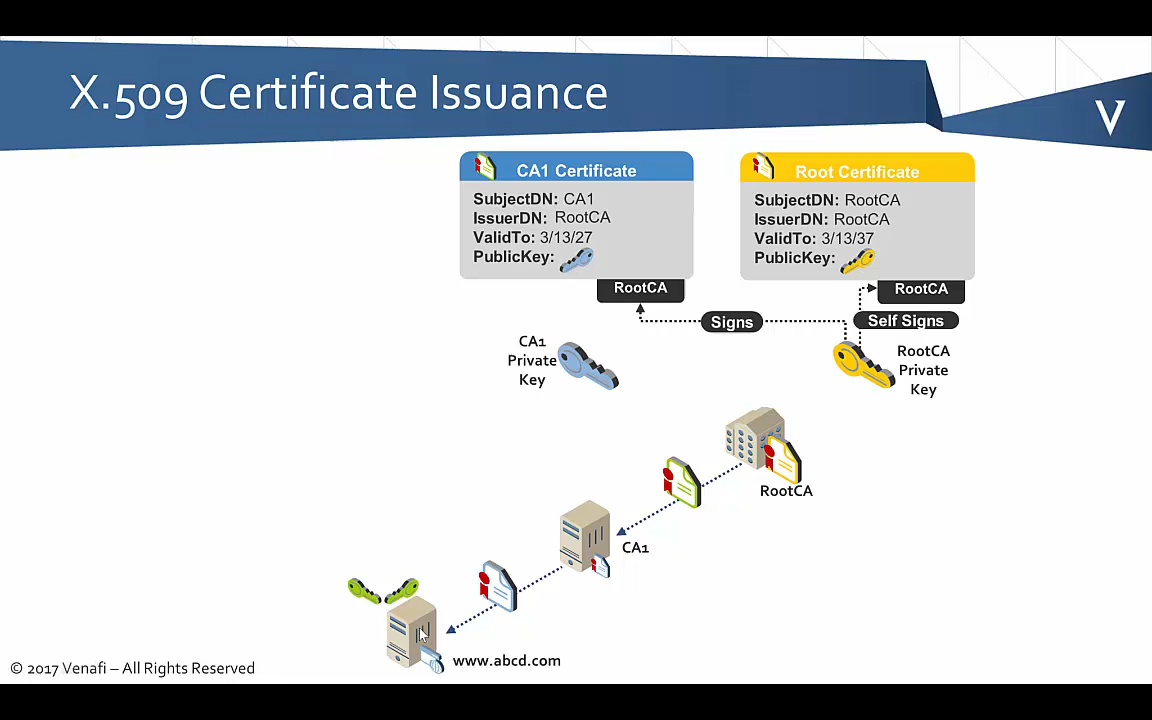 X.509 Certificate Issuance
V
CA1 Certificate
SubjectDN: CA1
IssuerDN: RootCA
ValidTo: 3/13/27
PublicKey:
RootCA
Root Certificate
SubjectDN: RootCA
IssuerDN: RootCA
ValidTo: 3/13/37
PublicKey:
RootCA
Signs
Self Signs
CA1
Private
Key
RootCA
Private
Key
RootCA
CA1
www.abcd.com
© 2017 Venafi – All Rights Reserved